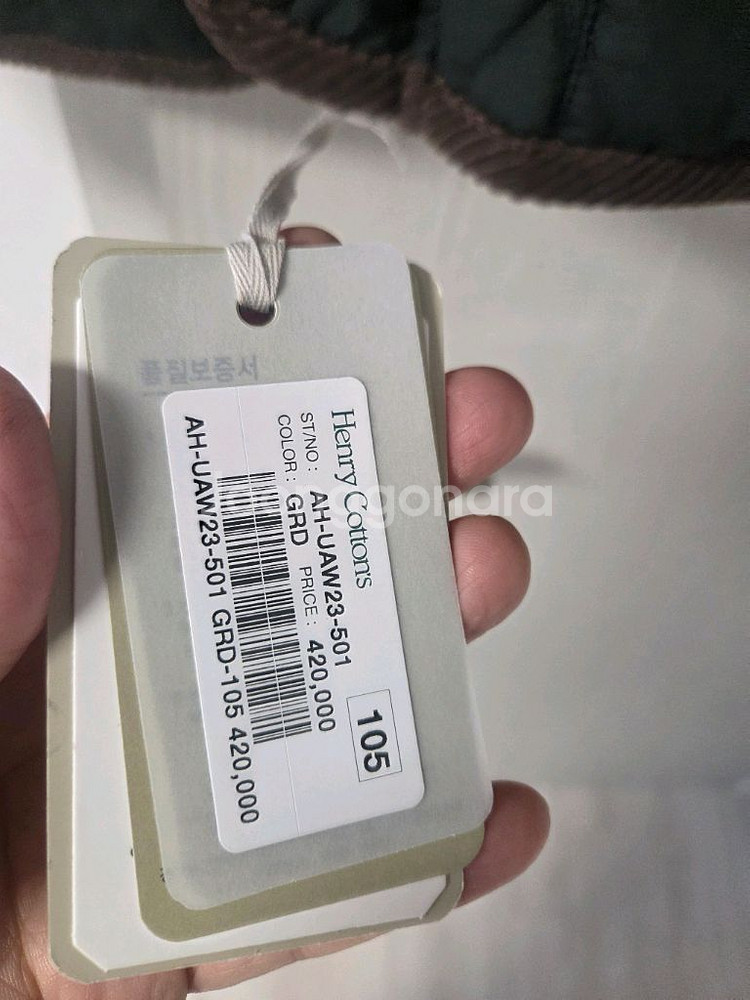 품질보증서
Henry Cotton's
ST/NO : AH-UAW23-501
COLOR : GRD PRICE : 420,000
105
AH-UAW23-501 GRD-105 420,000